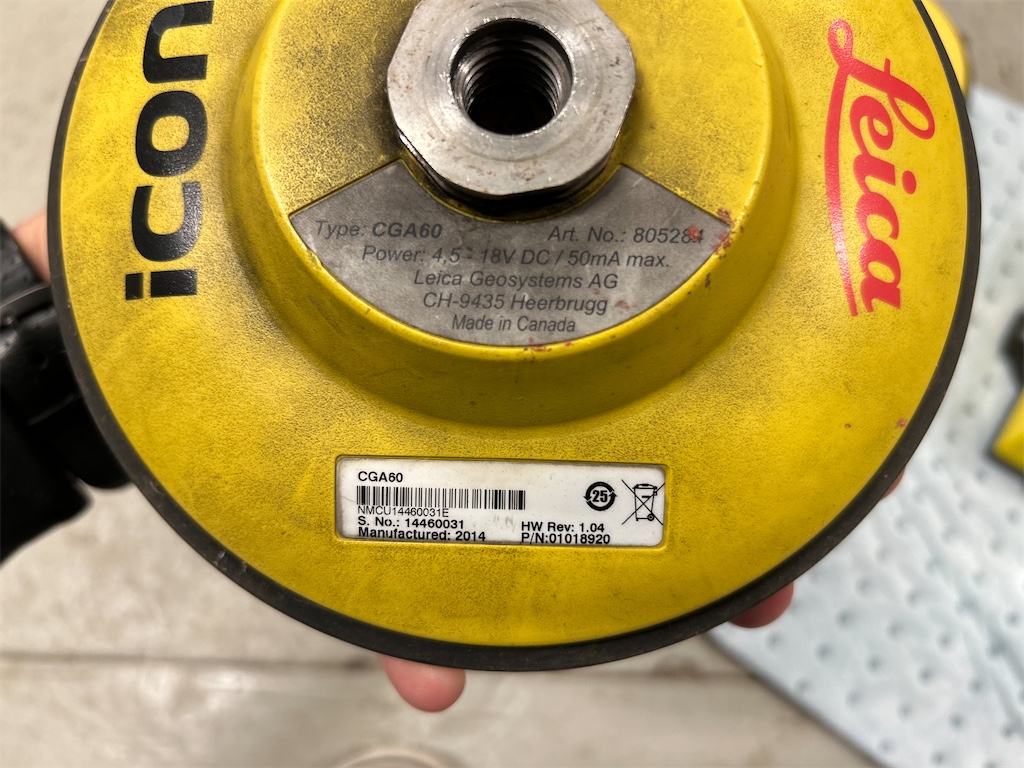 icon
Leica
Type: CGA60 Art. No.: 805284
Power: 4,5 - 18V DC / 50mA max.
Leica Geosystems AG
CH-9435 Heerbrugg
Made in Canada
CGA60
25
NMCU14460031E
S. No.: 14460031 HW Rev: 1.04
Manufactured: 2014 P/N:01018920